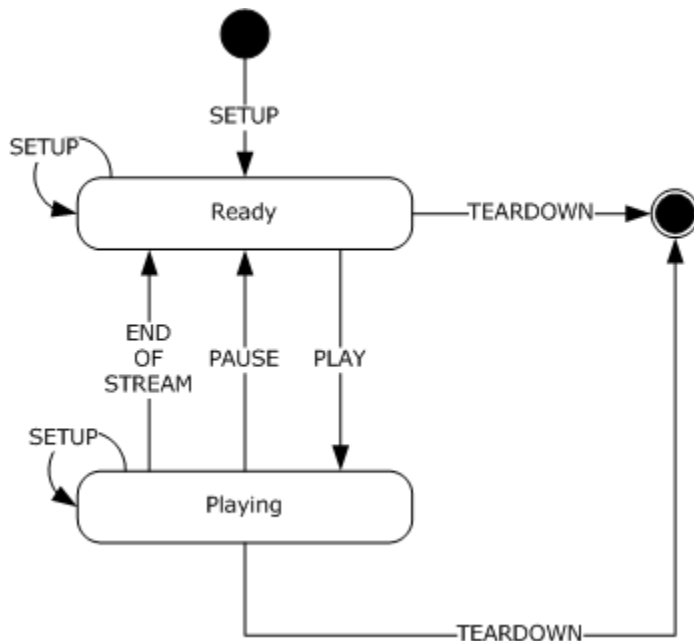 SETUP
SETUP
Ready
TEARDOWN
END
OF
STREAM
PAUSE
PLAY
SETUP
Playing
TEARDOWN